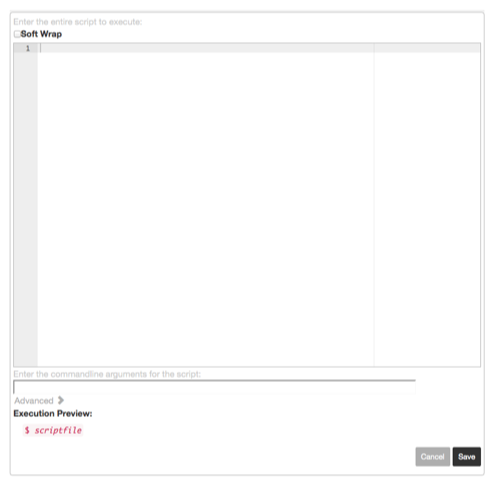 Enter the entire script to execute:
Soft Wrap
1
Enter the commandline arguments for the script:
Advanced
Execution Preview:
$ scriptfile
Cancel Save